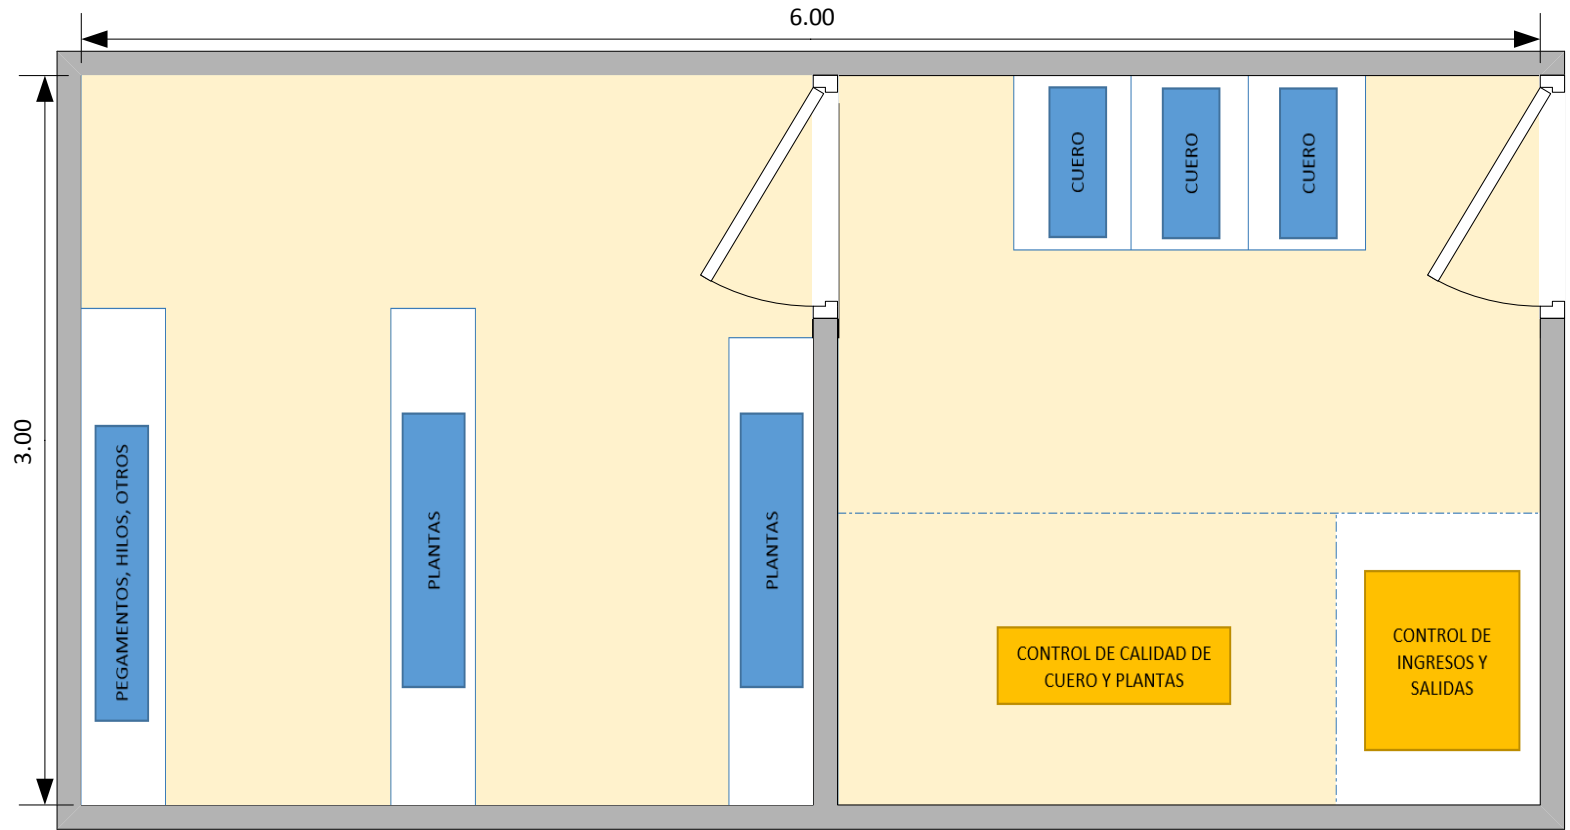 6.00
3.00
CUERO
CUERO
CUERO
PEGAMENTOS, HILOS, OTROS
PLANTAS
PLANTAS
CONTROL DE CALIDAD DE
CUERO Y PLANTAS
CONTROL DE
INGRESOS Y
SALIDAS